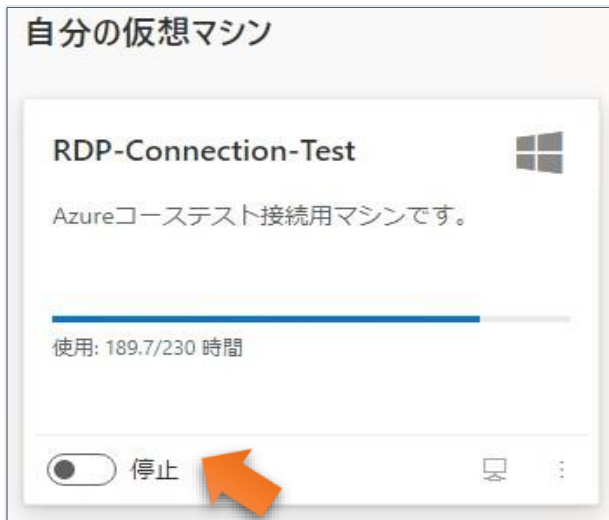 自分の仮想マシン
RDP-Connection-Test
Azureコーステスト接続用マシンです。
使用: 189.7/230 時間
停止